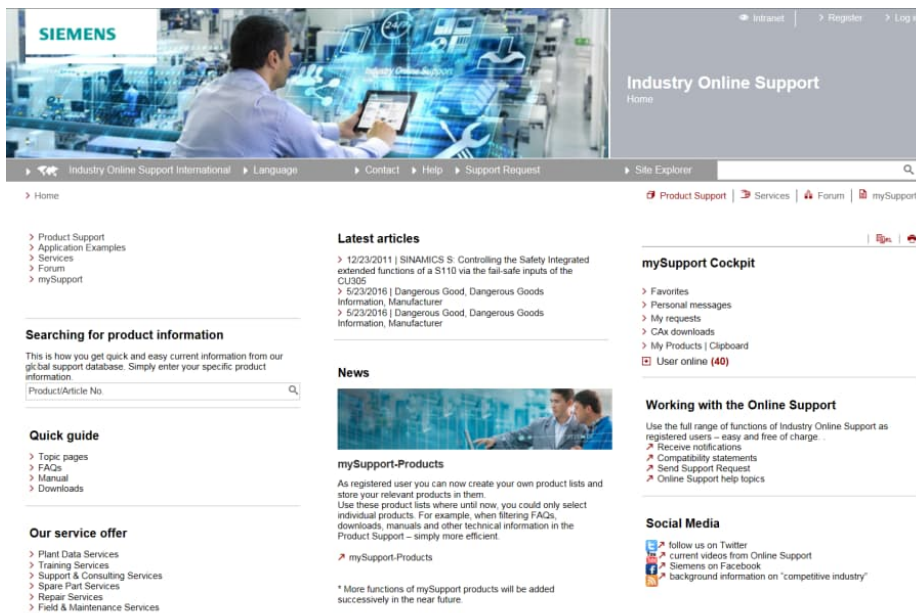 SIEMENS
24/7
Industry Online Support
Intranet
Register
Industry Online Support
Home
Industry Online Support International
Language
Contact
Help
Support Request
Site Explorer
> Home
Product Support
Services
Forum
mySupport
> Product Support
> Application Examples
> Services
> Forum
> mySupport
Searching for product information
This is how you get quick and easy current information from our
global support database. Simply enter your specific product
information.
Product/Article No.
Quick guide
> Topic pages
> FAQs
> Manual
> Downloads
Our service offer
> Plant Data Services
> Training Services
> Support & Consulting Services
> Spare Part Services
> Repair Services
> Field & Maintenance Services
Latest articles
> 12/23/2011 | SINAMICS S: Controlling the Safety Integrated
extended functions of a S110 via the fail-safe inputs of the
CU305
> 5/23/2016 | Dangerous Good, Dangerous Goods
Information, Manufacturer
> 5/23/2016 | Dangerous Good, Dangerous Goods
Information, Manufacturer
News
mySupport-Products
As registered user you can now create your own product lists and
store your relevant products in them.
Use these product lists where until now, you could only select
individual products. For example, when filtering FAQs,
downloads, manuals and other technical information in the
Product Support – simply more efficient.
mySupport-Products
* More functions of mySupport products will be added
successively in the near future.
mySupport Cockpit
> Favorites
> Personal messages
> My requests
> CAx downloads
> My Products | Clipboard
User online (40)
Working with the Online Support
Use the full range of functions of Industry Online Support as
registered users – easy and free of charge...
Receive notifications
Compatibility statements
Send Support Request
Online Support help topics
Social Media
follow us on Twitter
current videos from Online Support
Siemens on Facebook
background information on "competitive industry"